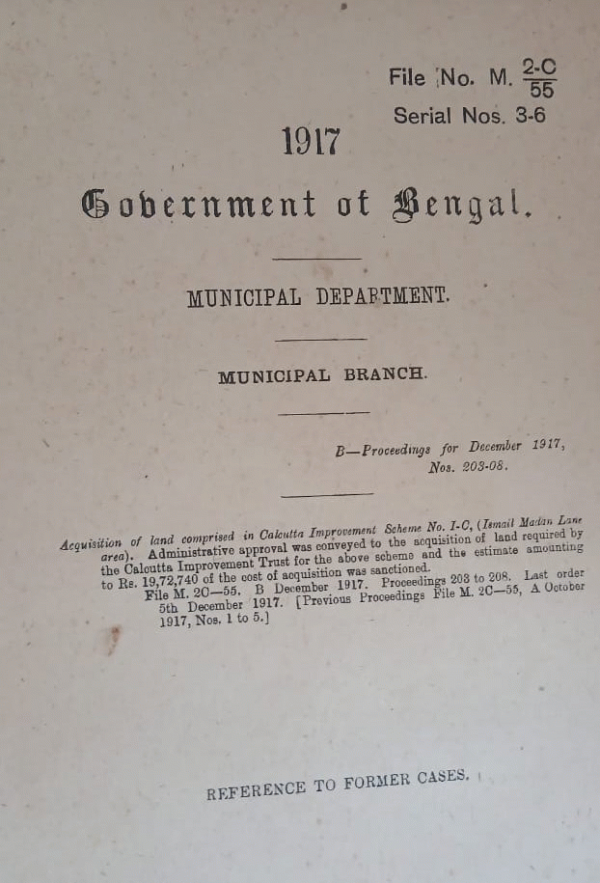 File No. M. 2-C/55
Serial Nos. 3-6
1917
Government of Bengal.
MUNICIPAL DEPARTMENT.
MUNICIPAL BRANCH.
B—Proceedings for December 1917,
Nos. 203-08.
Acquisition of land comprised in Calcutta Improvement Scheme No. I-C, (Ismail Madan Lane
area). Administrative approval was conveyed to the acquisition of land required by
the Calcutta Improvement Trust for the above scheme and the estimate amounting
to Rs. 19,72,740 of the cost of acquisition was sanctioned.
File M. 2C—55. B December 1917. Proceedings 203 to 208. Last order
5th December 1917. [Previous Proceedings File M. 2C—55, A October
1917, Nos. 1 to 5.]
REFERENCE TO FORMER CASES.